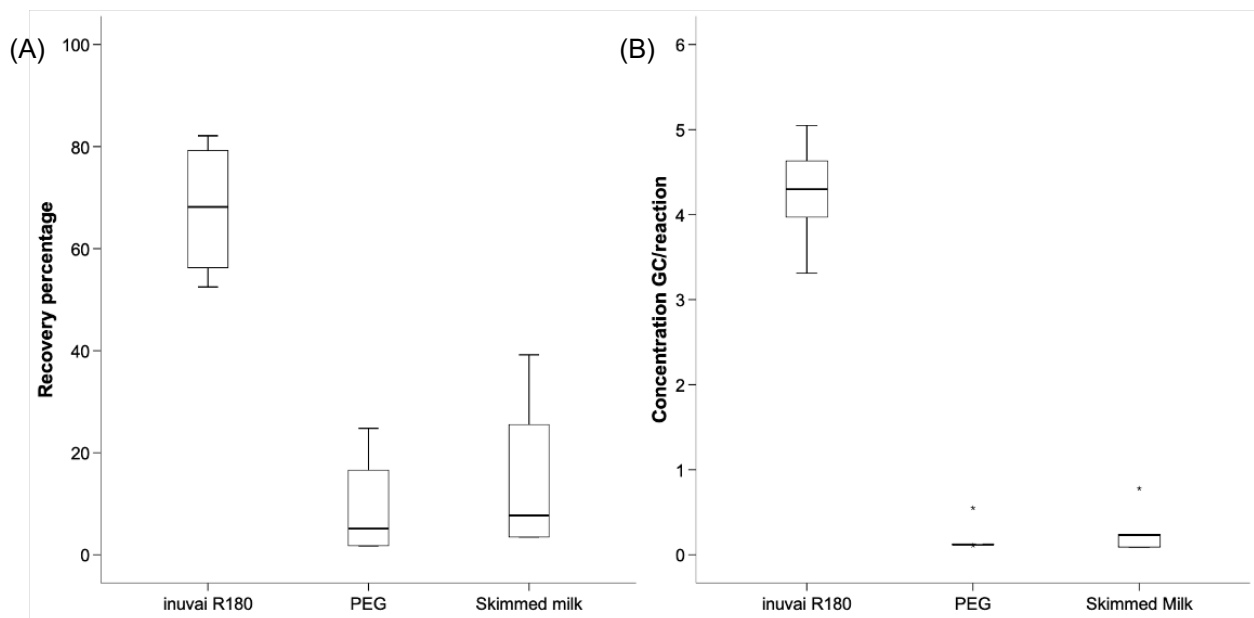 (A)
Recovery percentage
100
80
60
40
20
0
inuvai R180 PEG Skimmed milk
(B)
Concentration GC/reaction
6
5
4
3
2
1
0
* *
*
*
inuvai R180 PEG Skimmed Milk